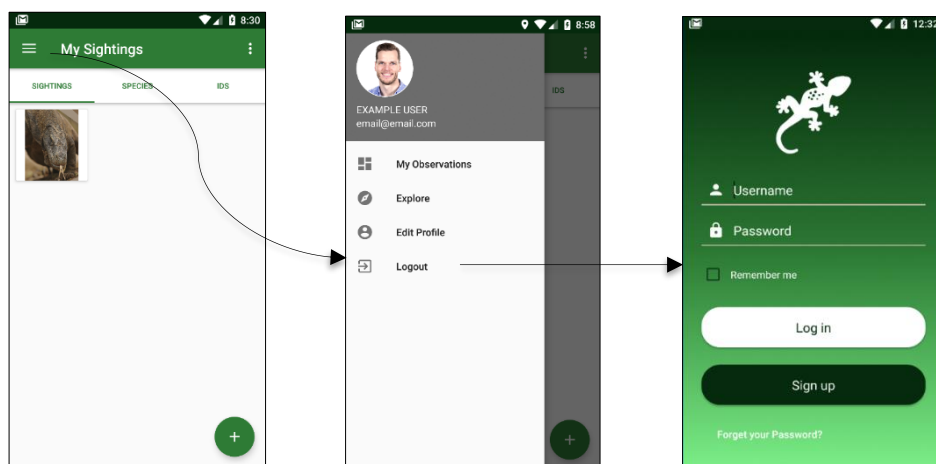 8:30
My Sightings
SIGHTINGS SPECIES IDS
8:58
EXAMPLE USER
email@email.com
IDS
My Observations
Explore
Edit Profile
Logout
12:32
Username
Password
Remember me
Log in
Sign up
Forget your Password?